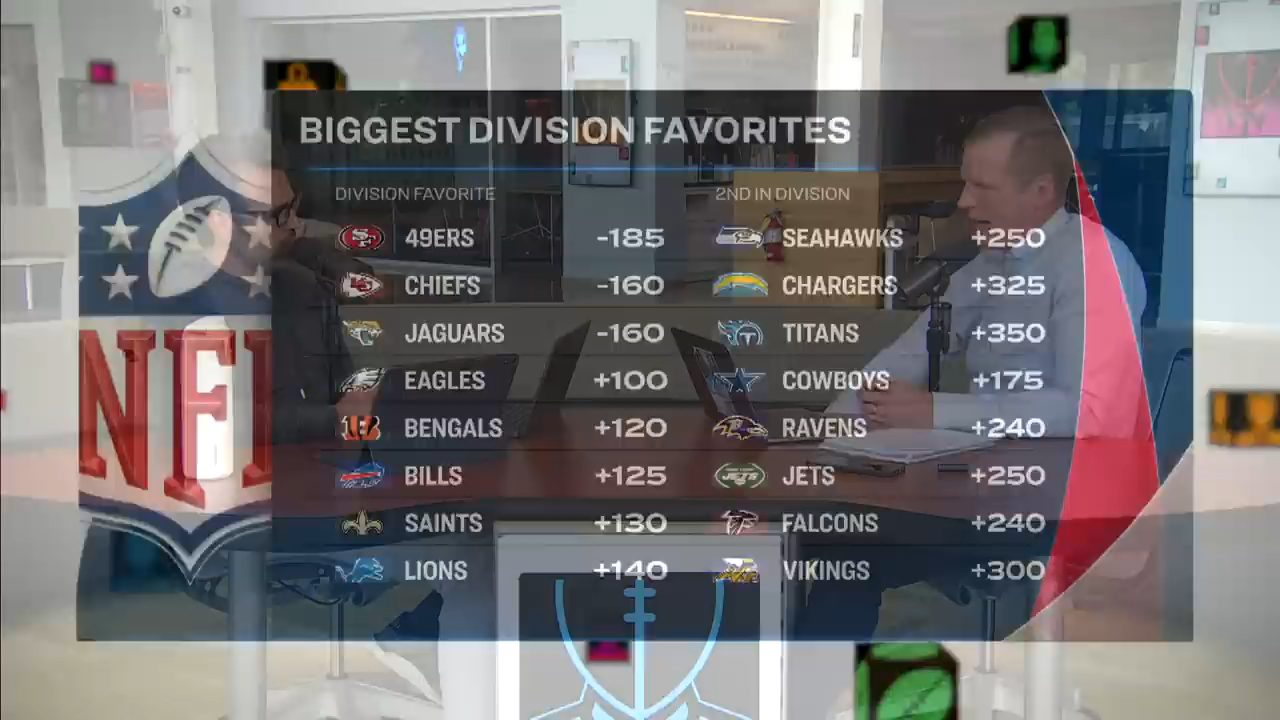 BIGGEST DIVISION FAVORITES
DIVISION FAVORITE 2ND IN DIVISION
49ERS -185 SEAHAWKS +250
CHIEFS -160 CHARGERS +325
JAGUARS -160 TITANS +350
EAGLES +100 COWBOYS +175
BENGALS +120 RAVENS +240
BILLS +125 JETS +250
SAINTS +130 FALCONS +240
LIONS +140 VIKINGS +300
NFL